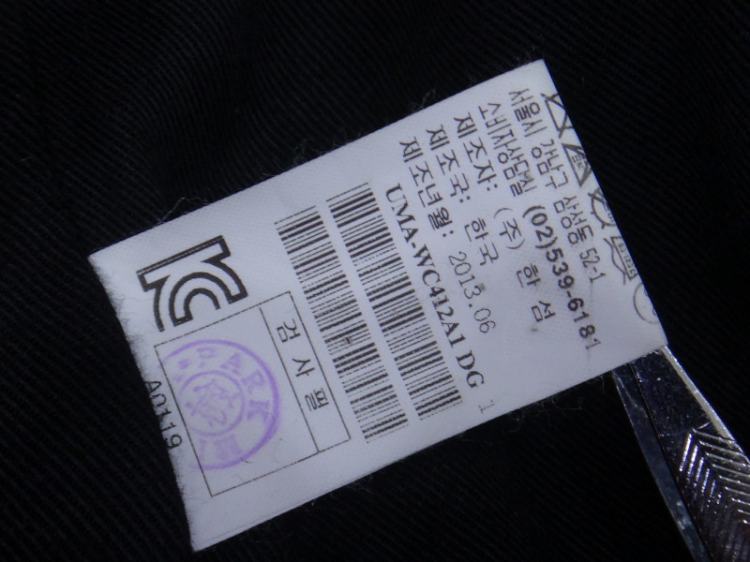 서울시 강남구 삼성동 52-1
소비자상담실 (02)539-6181
제조자: (주) 한 섬
제조국: 한국
제조년월: 2013.06
UMA-WC412A1 DG 1
검 사 필
PARK
A0119